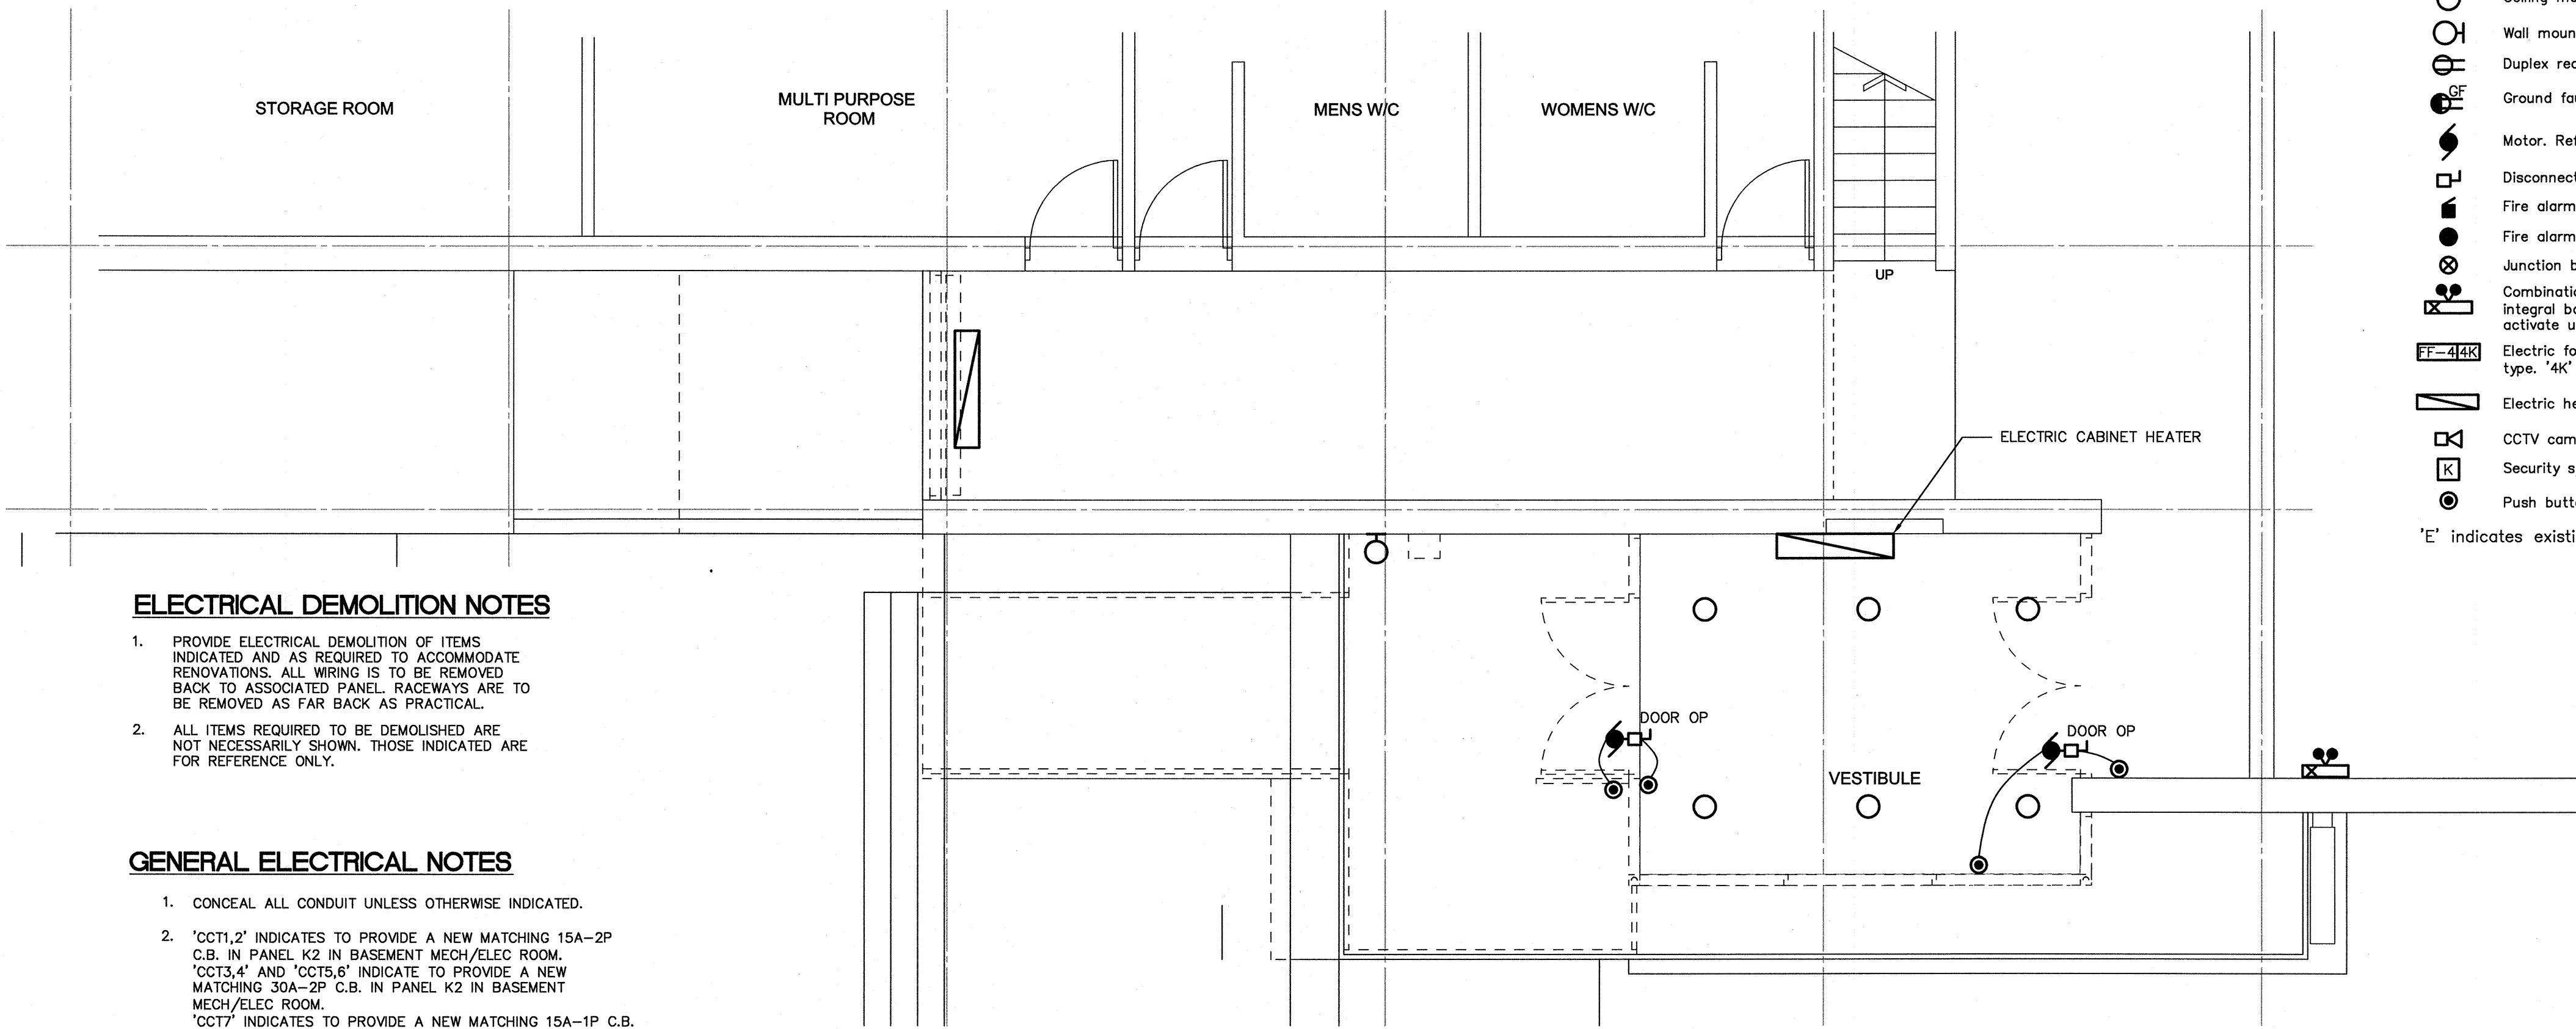 STORAGE ROOM
MULTI PURPOSE
ROOM
MENS W/C
WOMENS W/C
UP
ELECTRIC CABINET HEATER
DOOR OP
DOOR OP
VESTIBULE
ELECTRICAL DEMOLITION NOTES
1. PROVIDE ELECTRICAL DEMOLITION OF ITEMS
INDICATED AND AS REQUIRED TO ACCOMMODATE
RENOVATIONS. ALL WIRING IS TO BE REMOVED
BACK TO ASSOCIATED PANEL. RACEWAYS ARE TO
BE REMOVED AS FAR BACK AS PRACTICAL.
2. ALL ITEMS REQUIRED TO BE DEMOLISHED ARE
NOT NECESSARILY SHOWN. THOSE INDICATED ARE
FOR REFERENCE ONLY.
GENERAL ELECTRICAL NOTES
1. CONCEAL ALL CONDUIT UNLESS OTHERWISE INDICATED.
2. 'CCT1,2' INDICATES TO PROVIDE A NEW MATCHING 15A-2P
C.B. IN PANEL K2 IN BASEMENT MECH/ELEC ROOM.
'CCT3,4' AND 'CCT5,6' INDICATE TO PROVIDE A NEW
MATCHING 30A-2P C.B. IN PANEL K2 IN BASEMENT
MECH/ELEC ROOM.
'CCT7' INDICATES TO PROVIDE A NEW MATCHING 15A-1P C.B.
Wall moun
Duplex rec
GF Ground fau
Motor. Ref
Disconnect
Fire alarm
Fire alarm
Junction b
Combinatio
integral ba
activate u
FF-4 4K Electric fo
type. '4K'
Electric he
CCTV cam
K Security s
Push butt
'E' indicates existi